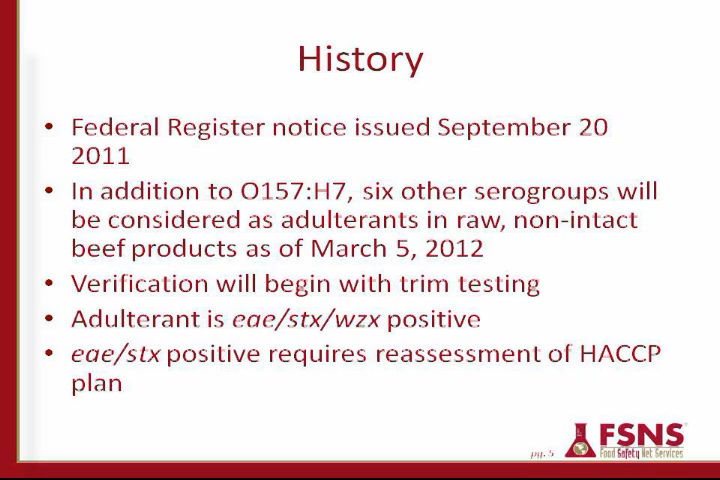 History
• Federal Register notice issued September 20
2011
• In addition to O157:H7, six other serogroups will
be considered as adulterants in raw, non-intact
beef products as of March 5, 2012
• Verification will begin with trim testing
• Adulterant is eae/stx/wzx positive
• eae/stx positive requires reassessment of HACCP
plan
pg. 5
FSNS
Food Safety Net Services